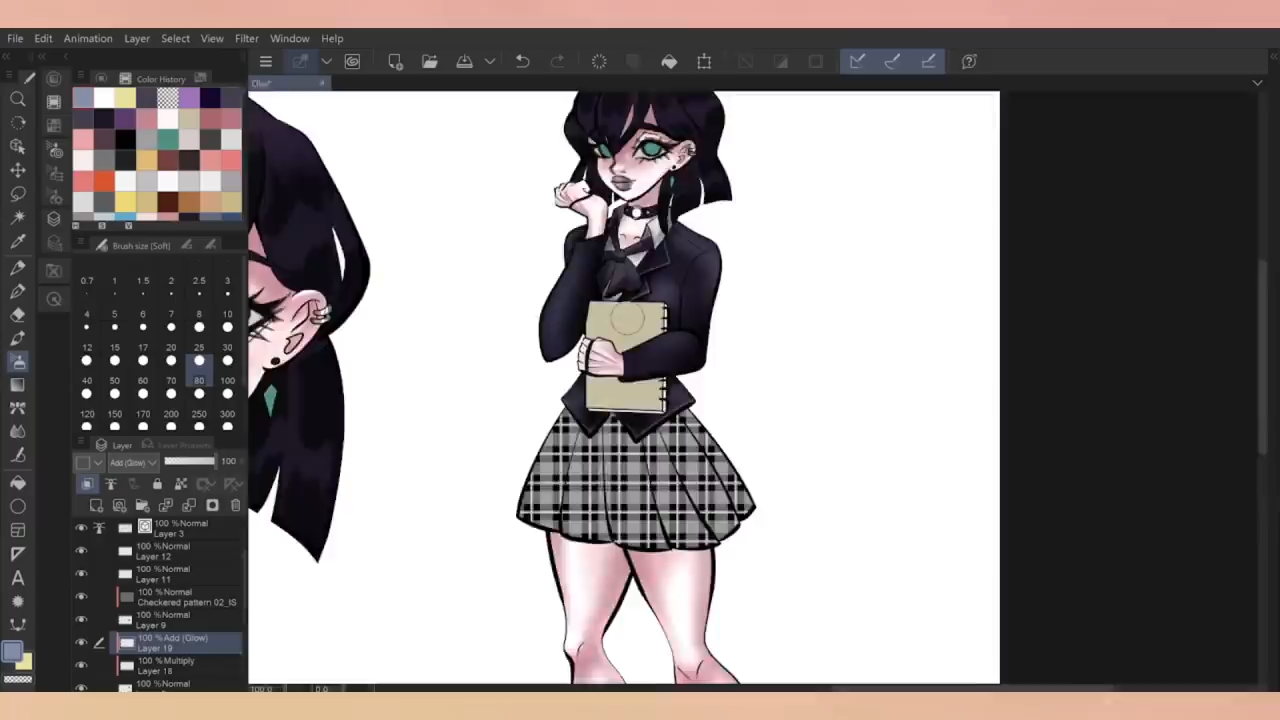 File Edit Animation Layer Select View Filter Window Help
Color History
Brush size [Soft]
0.7 1 1.5 2 2.5 3
4 5 6 7 8 10
12 15 17 20 25 30
40 50 60 70 80 100
120 150 170 200 250 300
Layer
Add (Glow) 100
100 %Normal
Layer 3
100 %Normal
Layer 12
100 %Normal
Layer 11
100 %Normal
Checkered pattern 02_IS
100 %Normal
Layer 9
100 %Add (Glow)
Layer 19
100 %Multiply
Layer 18
100 %Normal